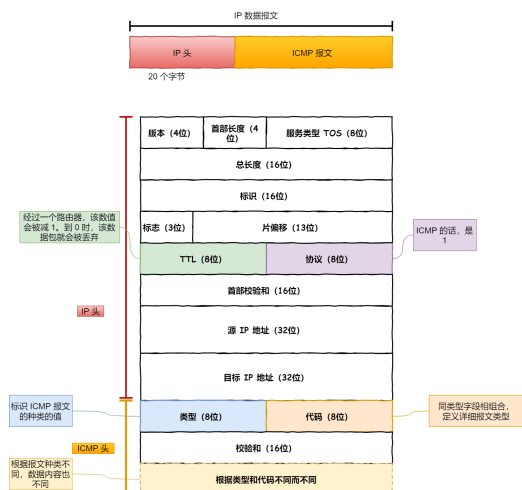 IP 数据报文
IP 头
ICMP 报文
20 个字节
版本（4位）
首部长度（4
位）
服务类型 TOS（8位）
总长度（16位）
标识（16位）
标志（3位）
片偏移（13位）
经过一个路由器，该数值
会被减 1。到 0 时，该数
据包就会被丢弃
TTL（8位）
协议（8位）
ICMP 的话，是
1
首部校验和（16位）
IP 头
源 IP 地址（32位）
目标 IP 地址（32位）
标识 ICMP 报文
的种类的值
类型（8位）
代码（8位）
同类型字段相组合，
定义详细报文类型
ICMP 头
校验和（16位）
根据报文种类不
同，数据内容也
不同
根据类型和代码不同而不同